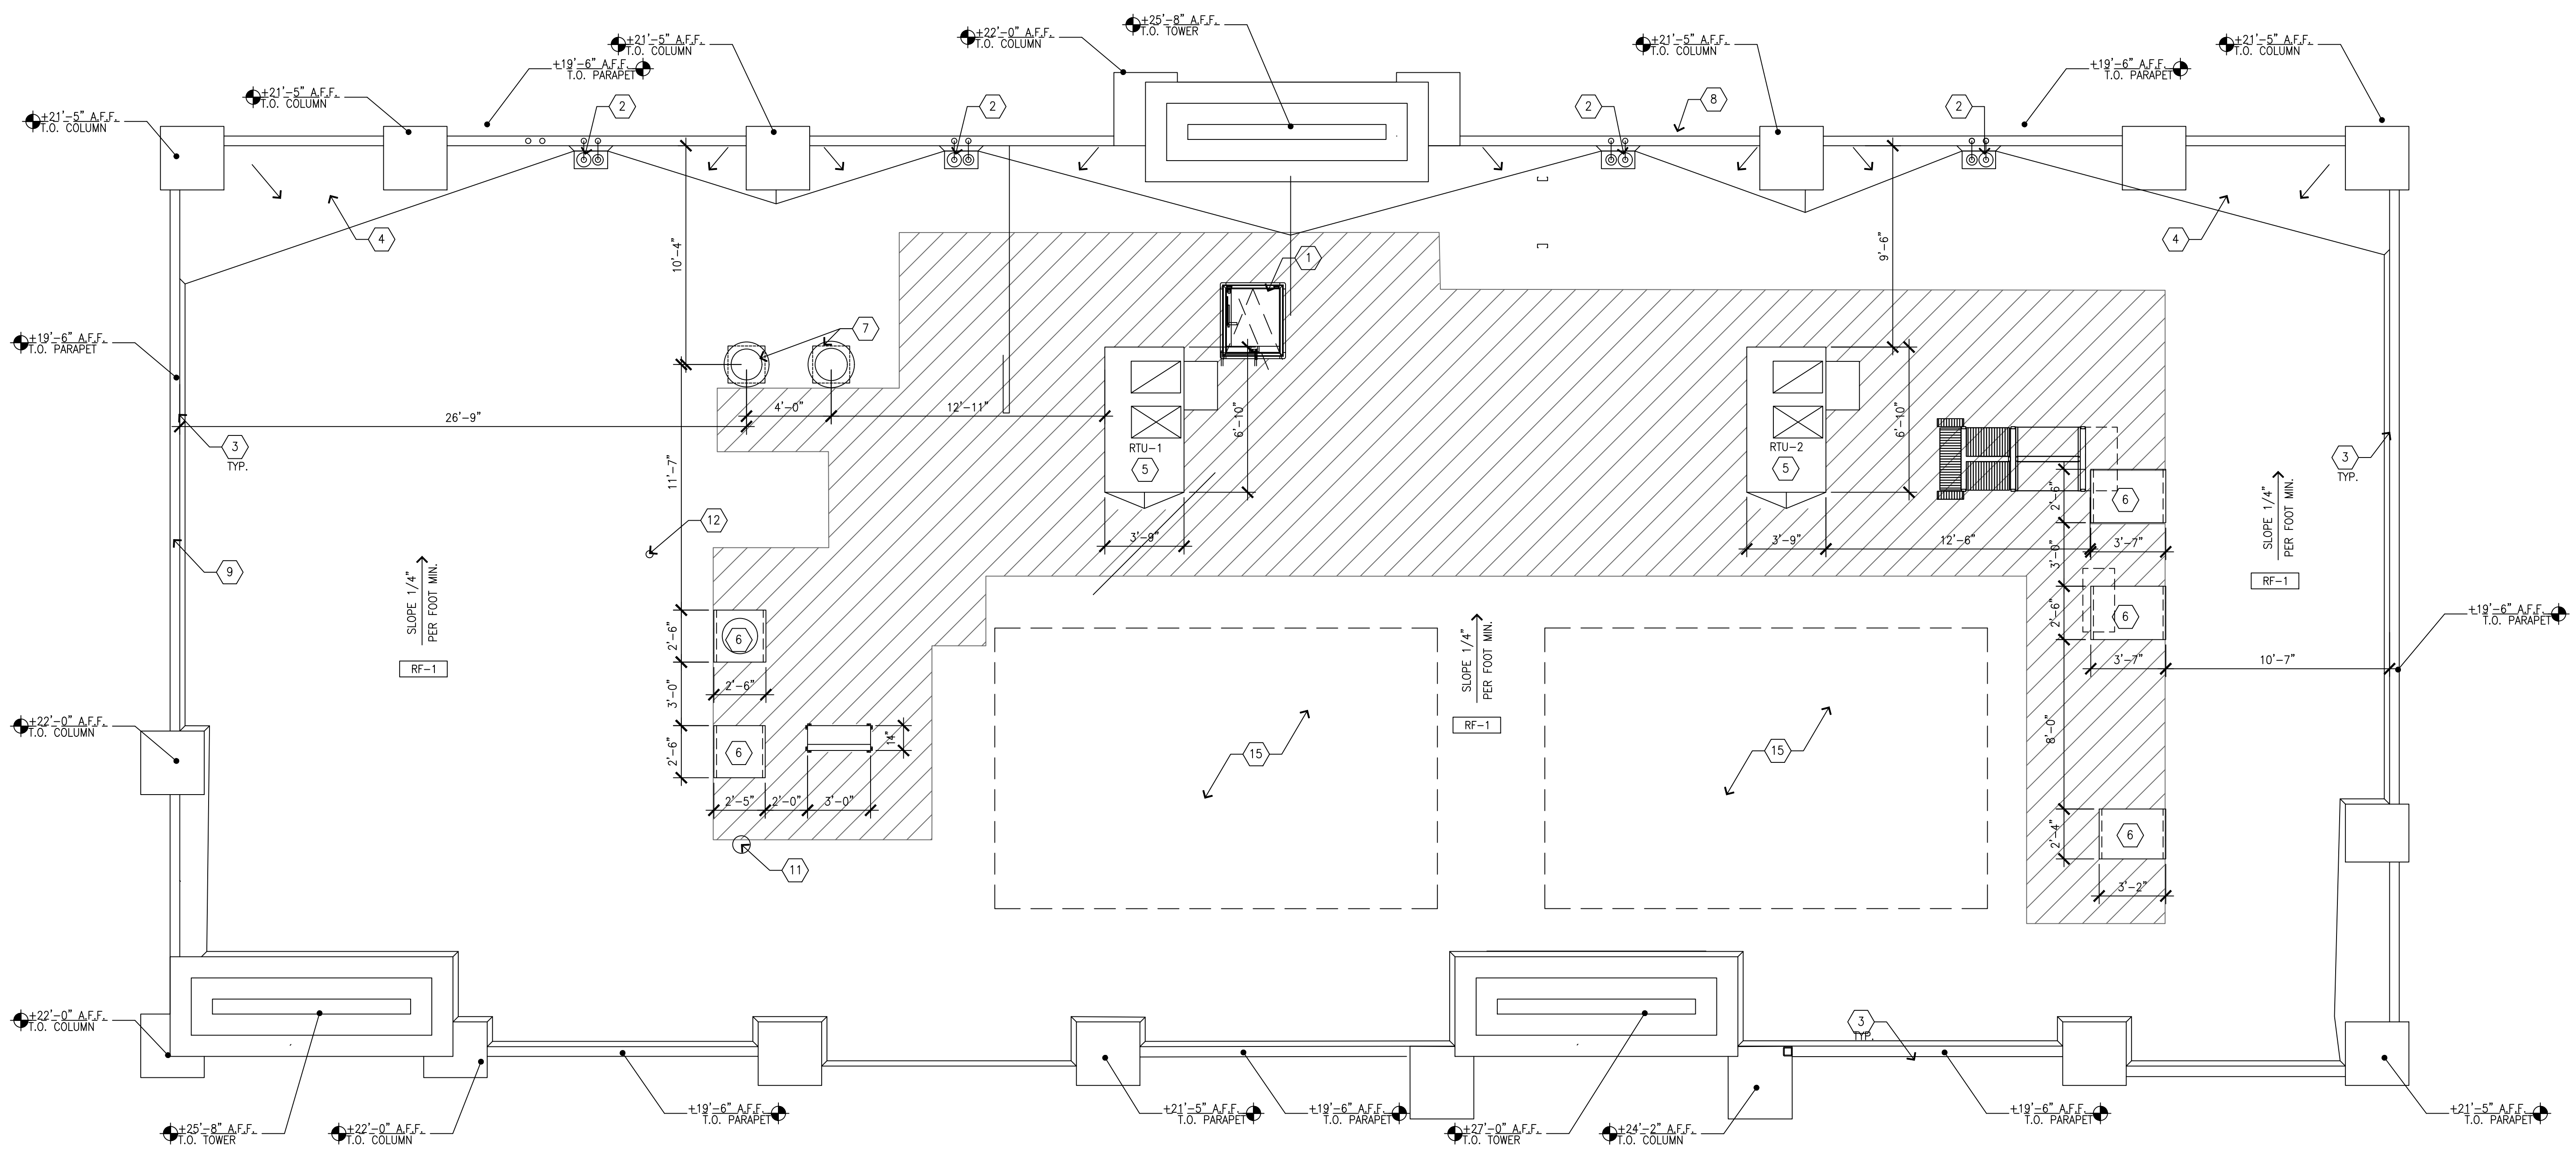 +25'-8" A.F.F.
T.O. TOWER
+22'-0" A.F.F.
T.O. COLUMN
+21'-5" A.F.F.
T.O. COLUMN
+21'-5" A.F.F.
T.O. COLUMN
+21'-5" A.F.F.
T.O. COLUMN
+19'-6" A.F.F.
T.O. PARAPET
+19'-6" A.F.F.
T.O. PARAPET
+21'-5" A.F.F.
T.O. COLUMN
+21'-5" A.F.F.
T.O. COLUMN
2
2
2
8
2
4
4
10'-4"
9'-6"
1
7
+19'-6" A.F.F.
T.O. PARAPET
26'-9"
4'-0"
12'-11"
6'-10"
6'-10"
3
TYP.
RTU-1
5
RTU-2
5
3
TYP.
11'-7"
12
9
3'-9"
3'-9"
12'-6"
2'-6"
6
3'-7"
3'-0"
SLOPE 1/4"
PER FOOT MIN.
RF-1
SLOPE 1/4"
PER FOOT MIN.
RF-1
SLOPE 1/4"
PER FOOT MIN.
RF-1
2'-6"
6
3'-7"
10'-7"
+19'-6" A.F.F.
T.O. PARAPET
2'-6"
6
2'-6"
3'-0"
2'-6"
6
14"
2'-5"
2'-0"
3'-0"
11
15
15
8'-0"
2'-4"
6
3'-2"
+22'-0" A.F.F.
T.O. COLUMN
+22'-0" A.F.F.
T.O. COLUMN
3
TYP.
+25'-8" A.F.F.
T.O. TOWER
+22'-0" A.F.F.
T.O. COLUMN
+19'-6" A.F.F.
T.O. PARAPET
+21'-5" A.F.F.
T.O. PARAPET
+19'-6" A.F.F.
T.O. PARAPET
+27'-0" A.F.F.
T.O. TOWER
+24'-2" A.F.F.
T.O. COLUMN
+19'-6" A.F.F.
T.O. PARAPET
+21'-5" A.F.F.
T.O. PARAPET